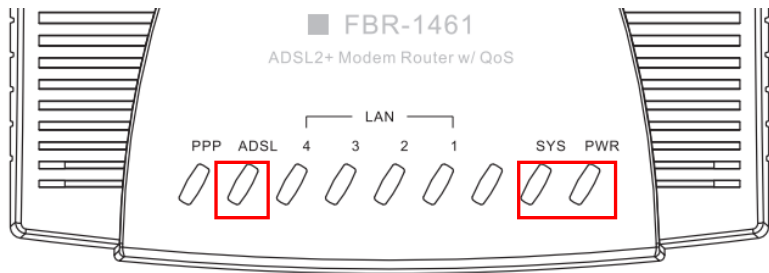 FBR-1461
ADSL2+ Modem Router w/ QoS
LAN
PPP ADSL 4 3 2 1 SYS PWR